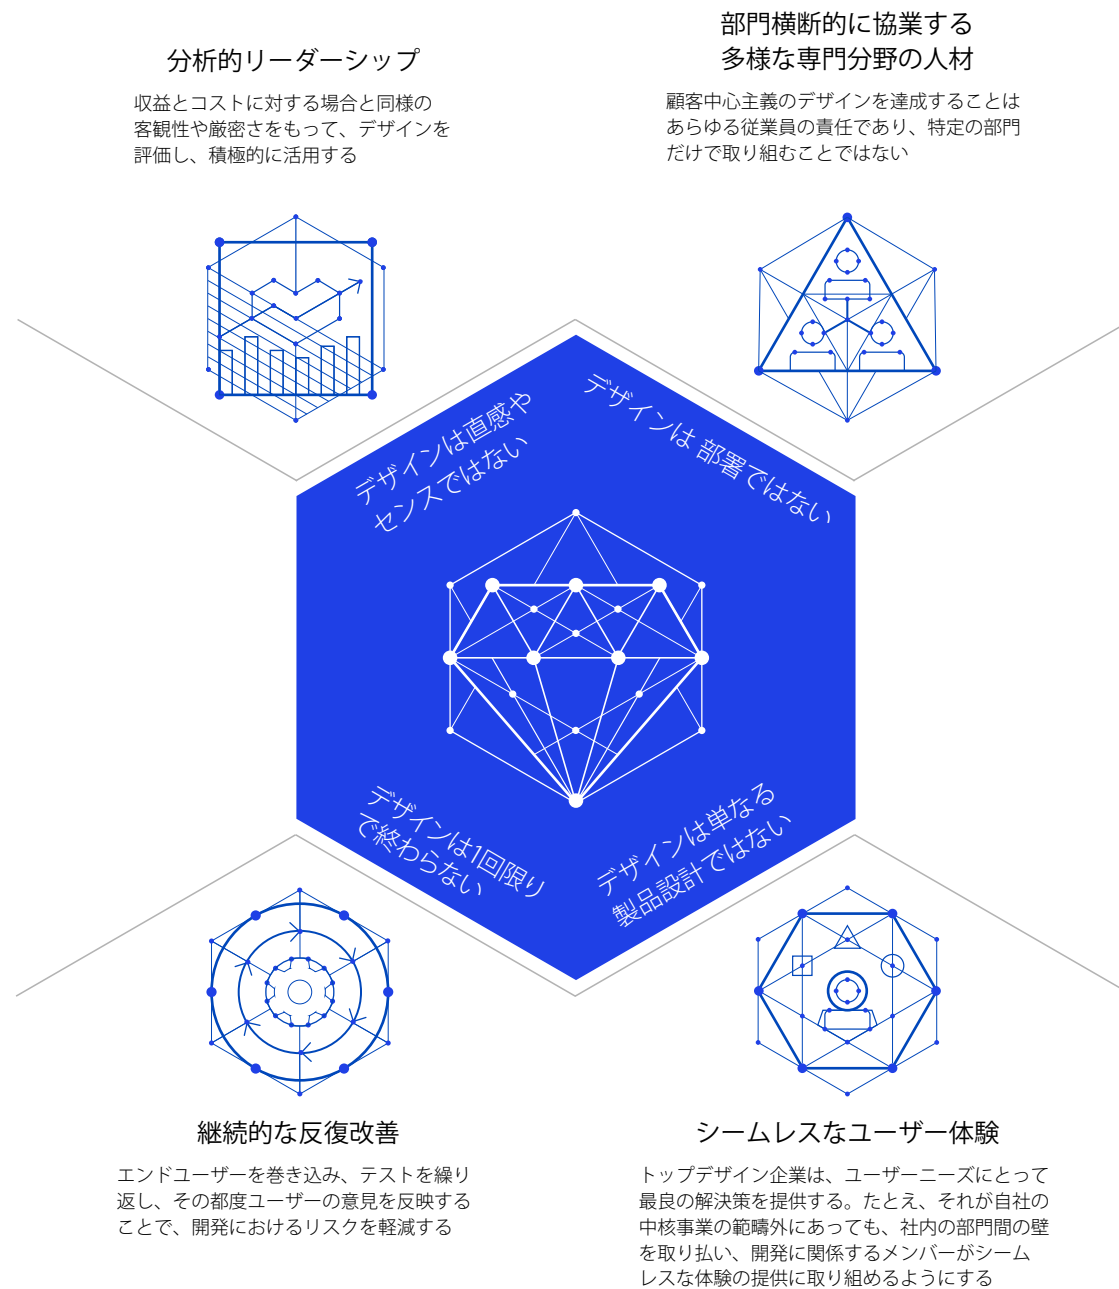 分析的リーダーシップ
収益とコストに対する場合と同様の
客観性や厳密さをもって、デザインを
評価し、積極的に活用する
部門横断的に協業する
多様な専門分野の人材
顧客中心主義のデザインを達成することは
あらゆる従業員の責任であり、特定の部門
だけで取り組むことではない
デザインは直感や
センスではない
デザインは 部署ではない
デザインは1回限り
で終わらない
デザインは単なる
製品設計ではない
継続的な反復改善
エンドユーザーを巻き込み、テストを繰り
返し、その都度ユーザーの意見を反映する
ことで、開発におけるリスクを軽減する
シームレスなユーザー体験
トップデザイン企業は、ユーザーニーズにとって
最良の解決策を提供する。たとえ、それが自社の
中核事業の範疇外にあっても、社内の部門間の壁
を取り払い、開発に関係するメンバーがシーム
レスな体験の提供に取り組めるようにする